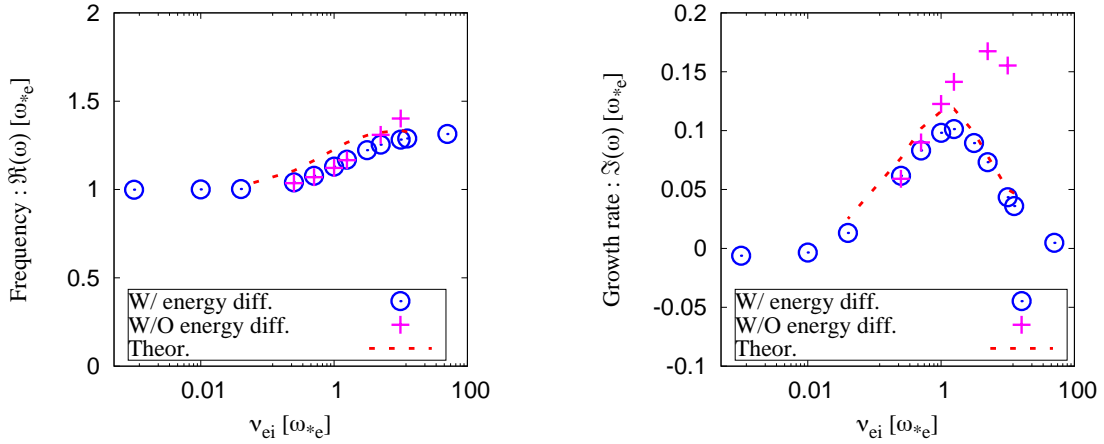 Frequency : ℜ(ω) [ω*e]
2
1.5
1
0.5
0
W/ energy diff.
W/O energy diff.
Theor.
0.01
1
100
νei [ω*e]
Growth rate : ℑ(ω) [ω*e]
0.2
0.15
0.1
0.05
0
-0.05
-0.1
W/ energy diff.
W/O energy diff.
Theor.
0.01
1
100
νei [ω*e]